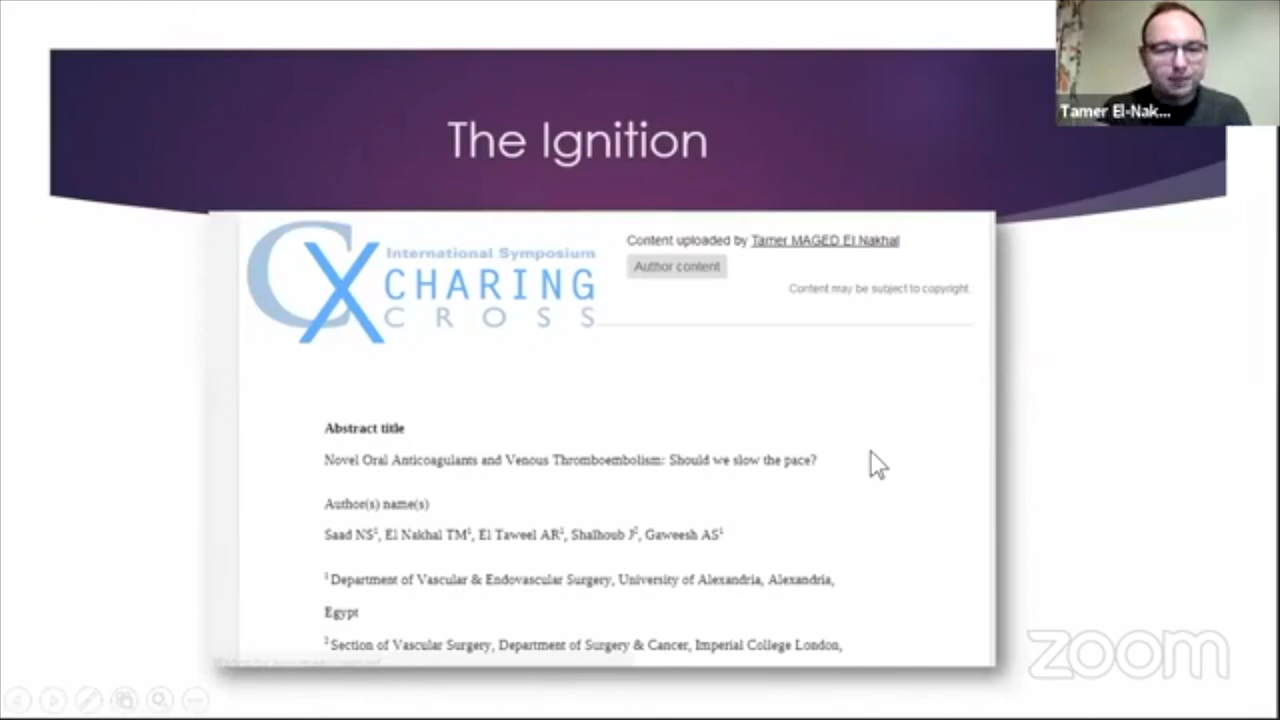 Tamer El-Nak...
The Ignition
International Symposium
CX CHARING
CROSS
Content uploaded by Tamer MAGED El Nakhal
Author content
Content may be subject to copyright.
Abstract title
Novel Oral Anticoagulants and Venous Thromboembolism: Should we slow the pace?
Author(s) name(s)
Saad NS¹, El Nakhal TM¹, El Taweel AR¹, Shalhoub J², Gaweesh AS¹
¹ Department of Vascular & Endovascular Surgery, University of Alexandria, Alexandria,
Egypt
² Section of Vascular Surgery, Department of Surgery & Cancer, Imperial College London,
zoom